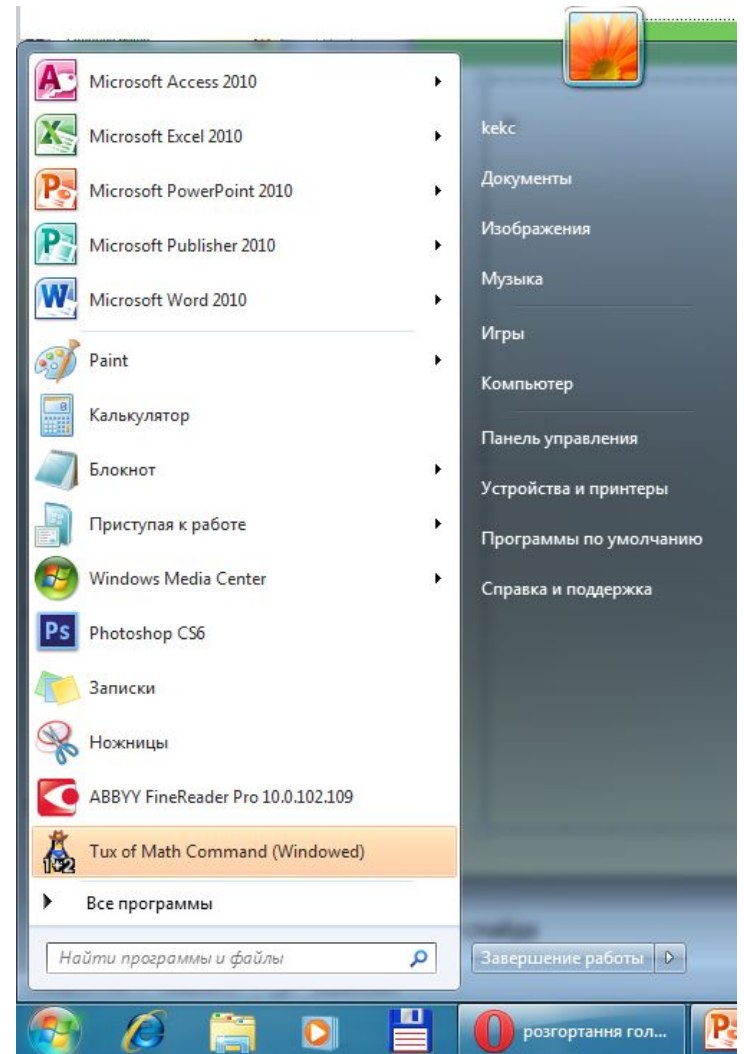 Microsoft Access 2010
Microsoft Excel 2010
Microsoft PowerPoint 2010
Microsoft Publisher 2010
Microsoft Word 2010
Paint
Калькулятор
Блокнот
Приступая к работе
Windows Media Center
Ps Photoshop CS6
Записки
Ножницы
ABBYY FineReader Pro 10.0.102.109
1+2 Tux of Math Command (Windowed)
Все программы
Найти программы и файлы
kekc
Документы
Изображения
Музыка
Игры
Компьютер
Панель управления
Устройства и принтеры
Программы по умолчанию
Справка и поддержка
Завершение работы
розгортання гол...